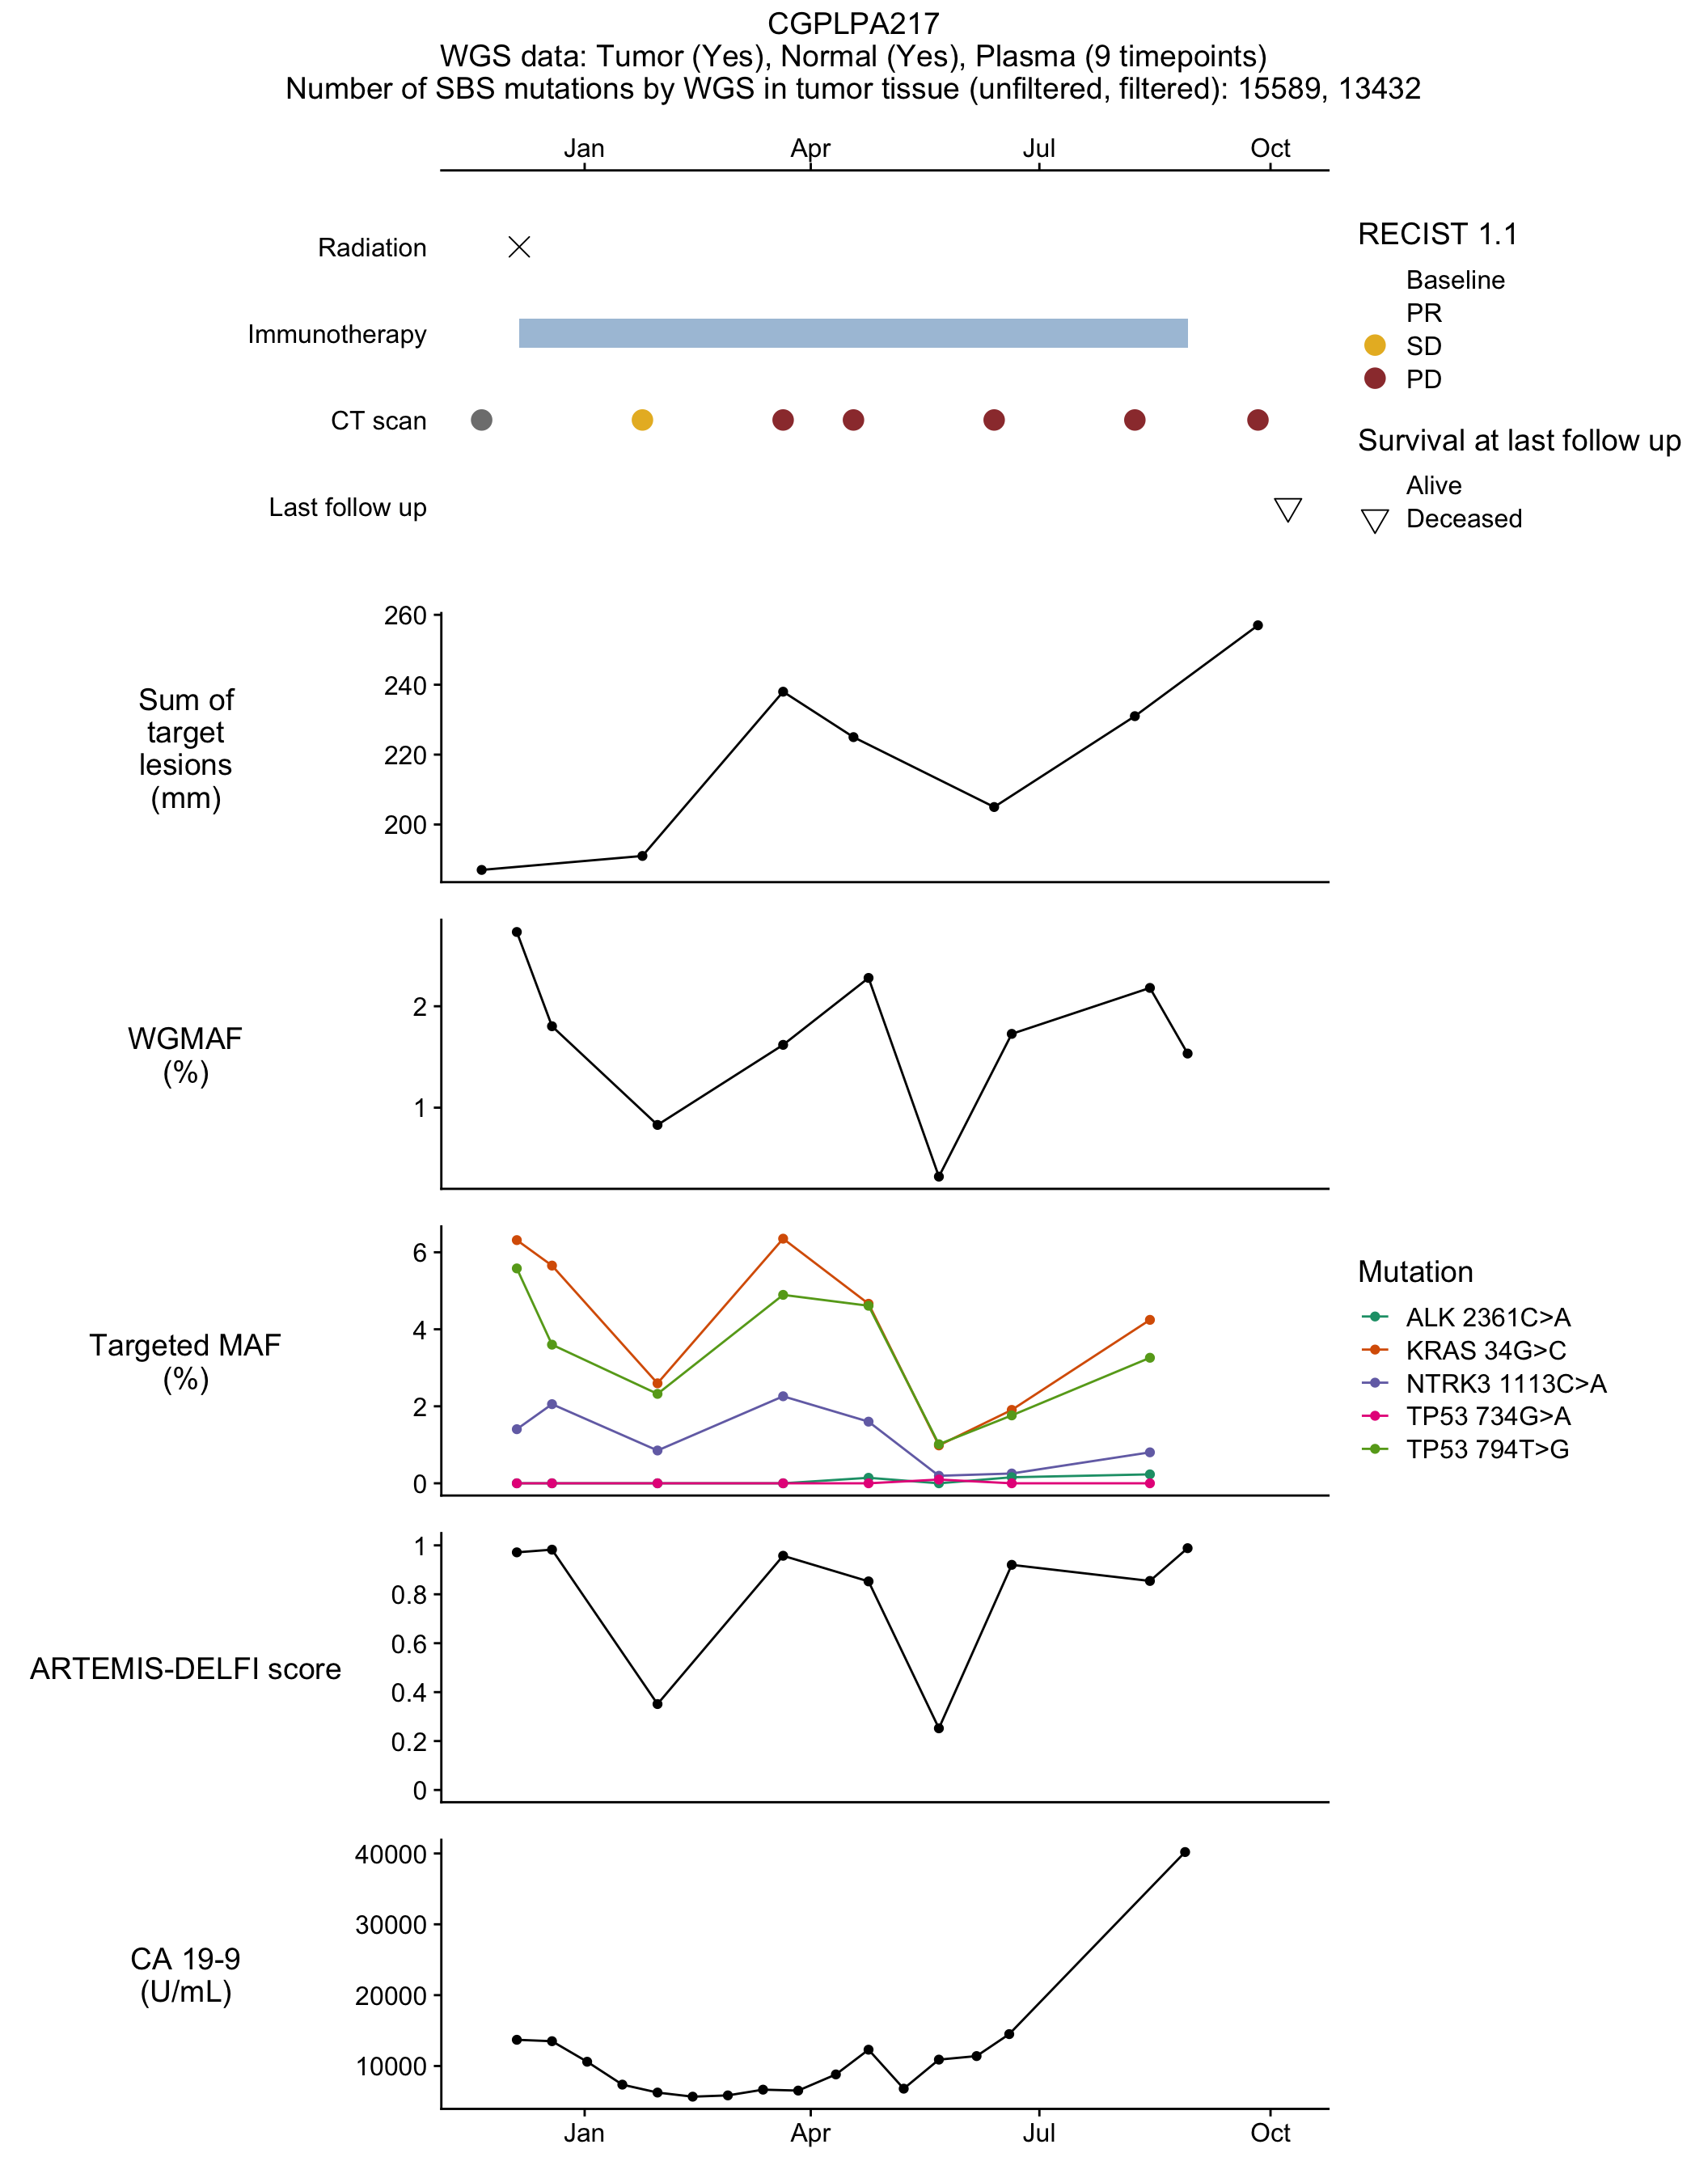 CGPLPA217
WGS data: Tumor (Yes), Normal (Yes), Plasma (9 timepoints)
Number of SBS mutations by WGS in tumor tissue (unfiltered, filtered): 15589, 13432
Jan Apr Jul Oct
Radiation
Immunotherapy
CT scan
Last follow up
RECIST 1.1
Baseline
PR
SD
PD
Survival at last follow up
Alive
Deceased
Sum of
target
lesions
(mm)
260
240
220
200
WGMAF
(%)
2
1
Targeted MAF
(%)
6
4
2
0
Mutation
ALK 2361C>A
KRAS 34G>C
NTRK3 1113C>A
TP53 734G>A
TP53 794T>G
ARTEMIS-DELFI score
1
0.8
0.6
0.4
0.2
0
CA 19-9
(U/mL)
40000
30000
20000
10000
Jan Apr Jul Oct